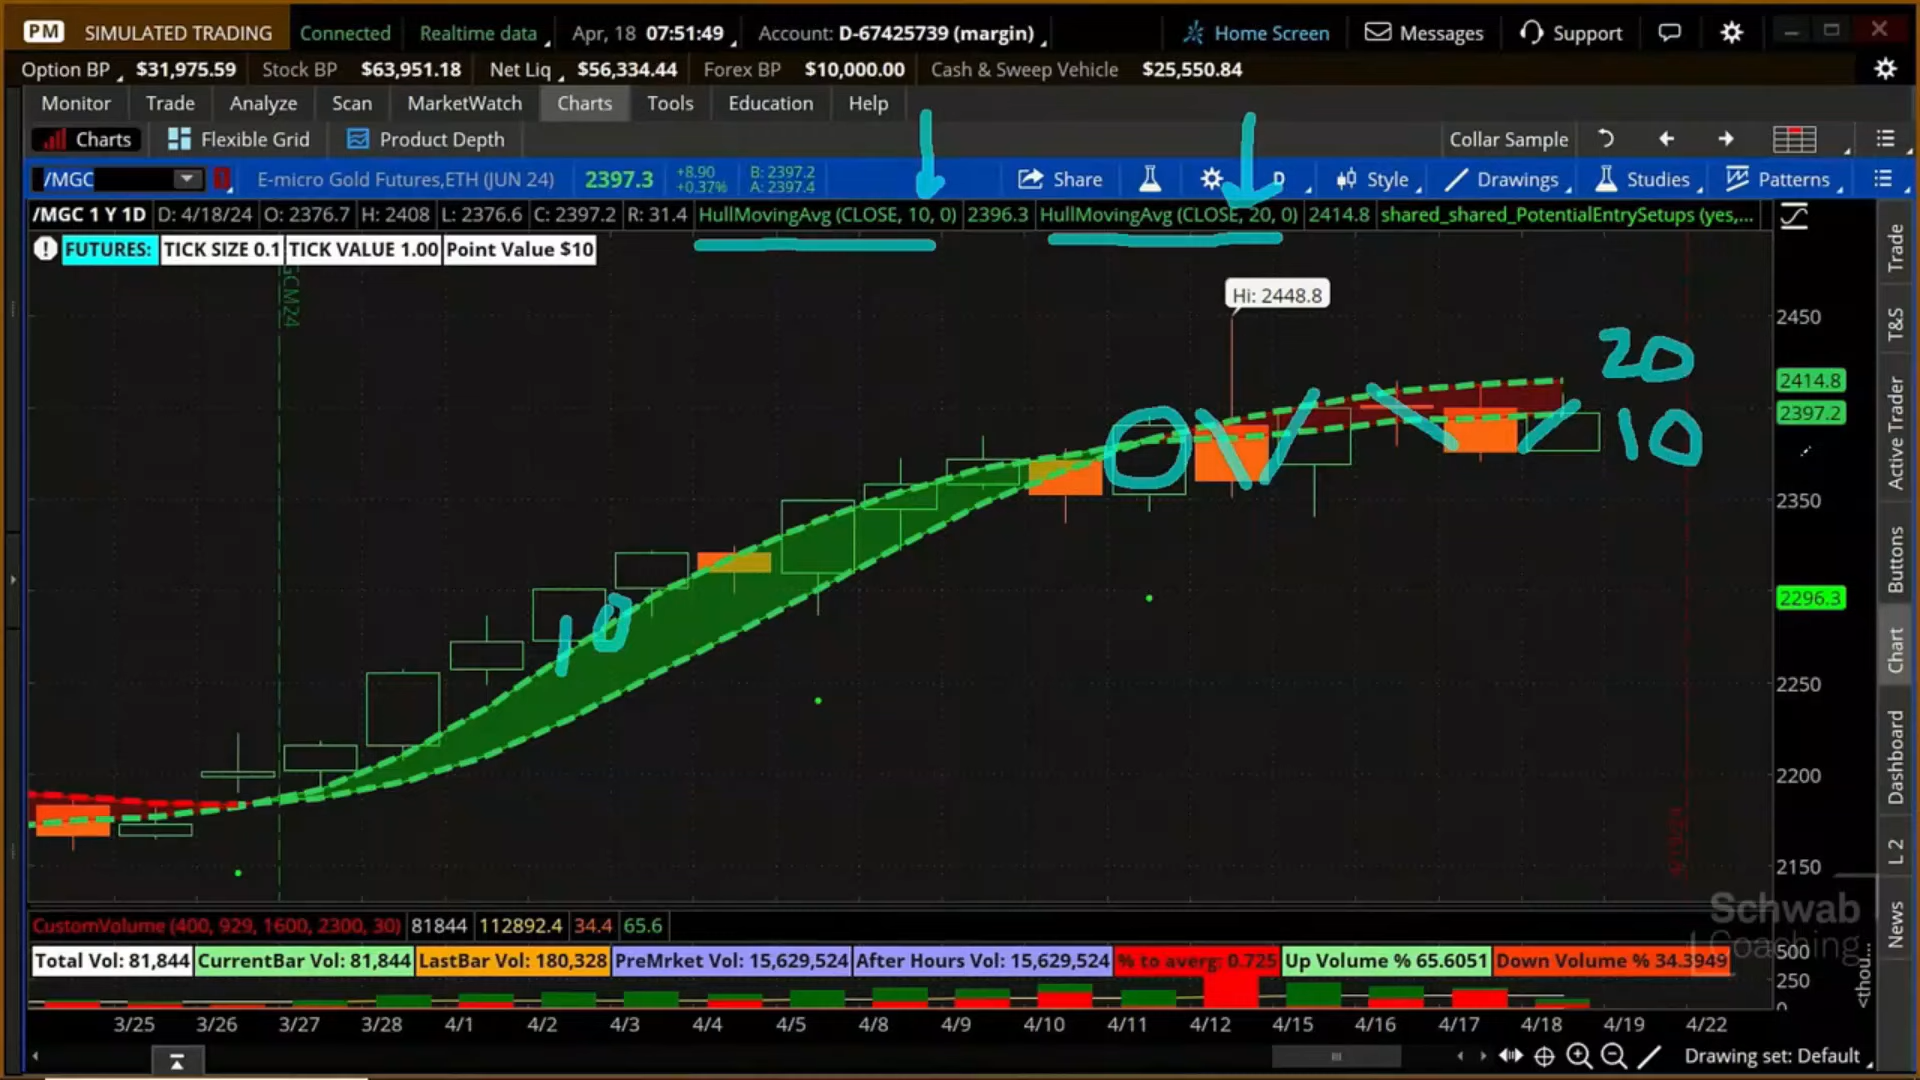 PM SIMULATED TRADING Connected Realtime data Apr, 18 07:51:49 Account: D-67425739 (margin) Home Screen Messages Support
Option BP $31,975.59 Stock BP $63,951.18 Net Liq $56,334.44 Forex BP $10,000.00 Cash & Sweep Vehicle $25,550.84
Monitor Trade Analyze Scan MarketWatch Charts Tools Education Help
Charts Flexible Grid Product Depth Collar Sample
/MGC E-micro Gold Futures,ETH (JUN 24) 2397.3 +8.90 +0.37% B: 2397.2 A: 2397.4 Share D Style Drawings Studies Patterns
/MGC 1 Y 1D D: 4/18/24 O: 2376.7 H: 2408 L: 2376.6 C: 2397.2 R: 31.4 HullMovingAvg (CLOSE, 10, 0) 2396.3 HullMovingAvg (CLOSE, 20, 0) 2414.8 shared_shared_PotentialEntrySetups (yes,...
FUTURES: TICK SIZE 0.1 TICK VALUE 1.00 Point Value $10
Hi: 2448.8
2450
20
2414.8
2397.2
10
2350
2296.3
10
2250
2200
2150
Trade
T&S
Active Trader
Buttons
Chart
Dashboard
L 2
News
Schwab
Coaching
CustomVolume (400, 929, 1600, 2300, 30) 81844 112892.4 34.4 65.6
Total Vol: 81,844 CurrentBar Vol: 81,844 LastBar Vol: 180,328 PreMrket Vol: 15,629,524 After Hours Vol: 15,629,524 % to averg: 0.725 Up Volume % 65.6051 Down Volume % 34.3949
500
250
0
<thou...
3/25 3/26 3/27 3/28 4/1 4/2 4/3 4/4 4/5 4/8 4/9 4/10 4/11 4/12 4/15 4/16 4/17 4/18 4/19 4/22
Drawing set: Default